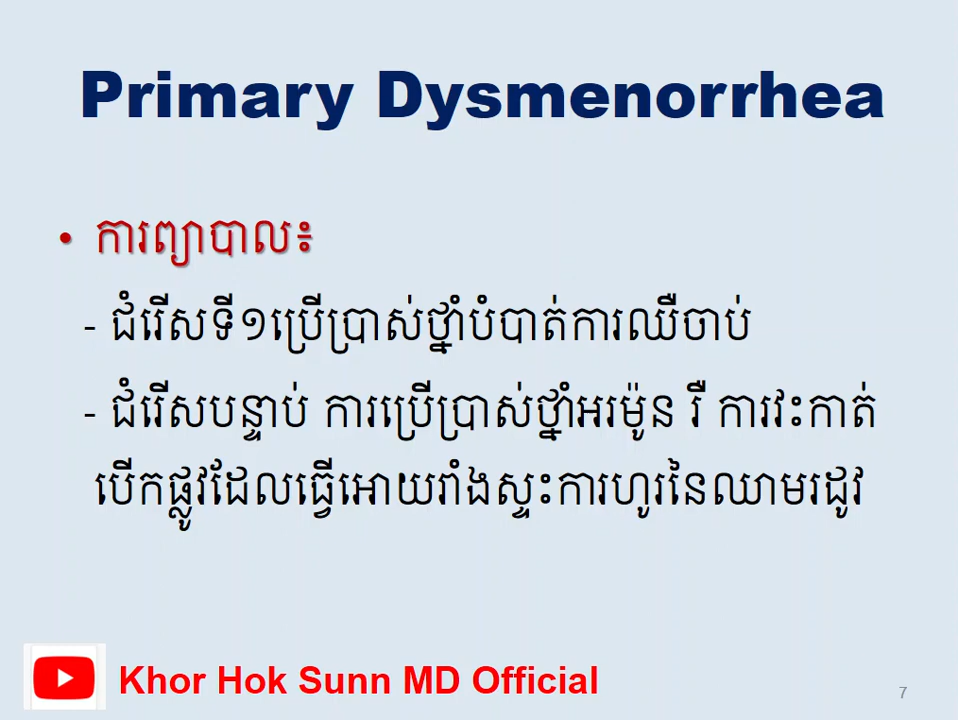 Primary Dysmenorrhea
• ការព្យាបាល៖
- ជំរើសទី១ប្រើប្រាស់ថ្នាំបំបាត់ការឈឺចាប់
- ជំរើសបន្ទាប់ ការប្រើប្រាស់ថ្នាំអរម៉ូន រឺ ការវះកាត់
បើកផ្លូវដែលធ្វើអោយរាំងស្ទះការហូរនៃឈាមរដូវ
Khor Hok Sunn MD Official
7